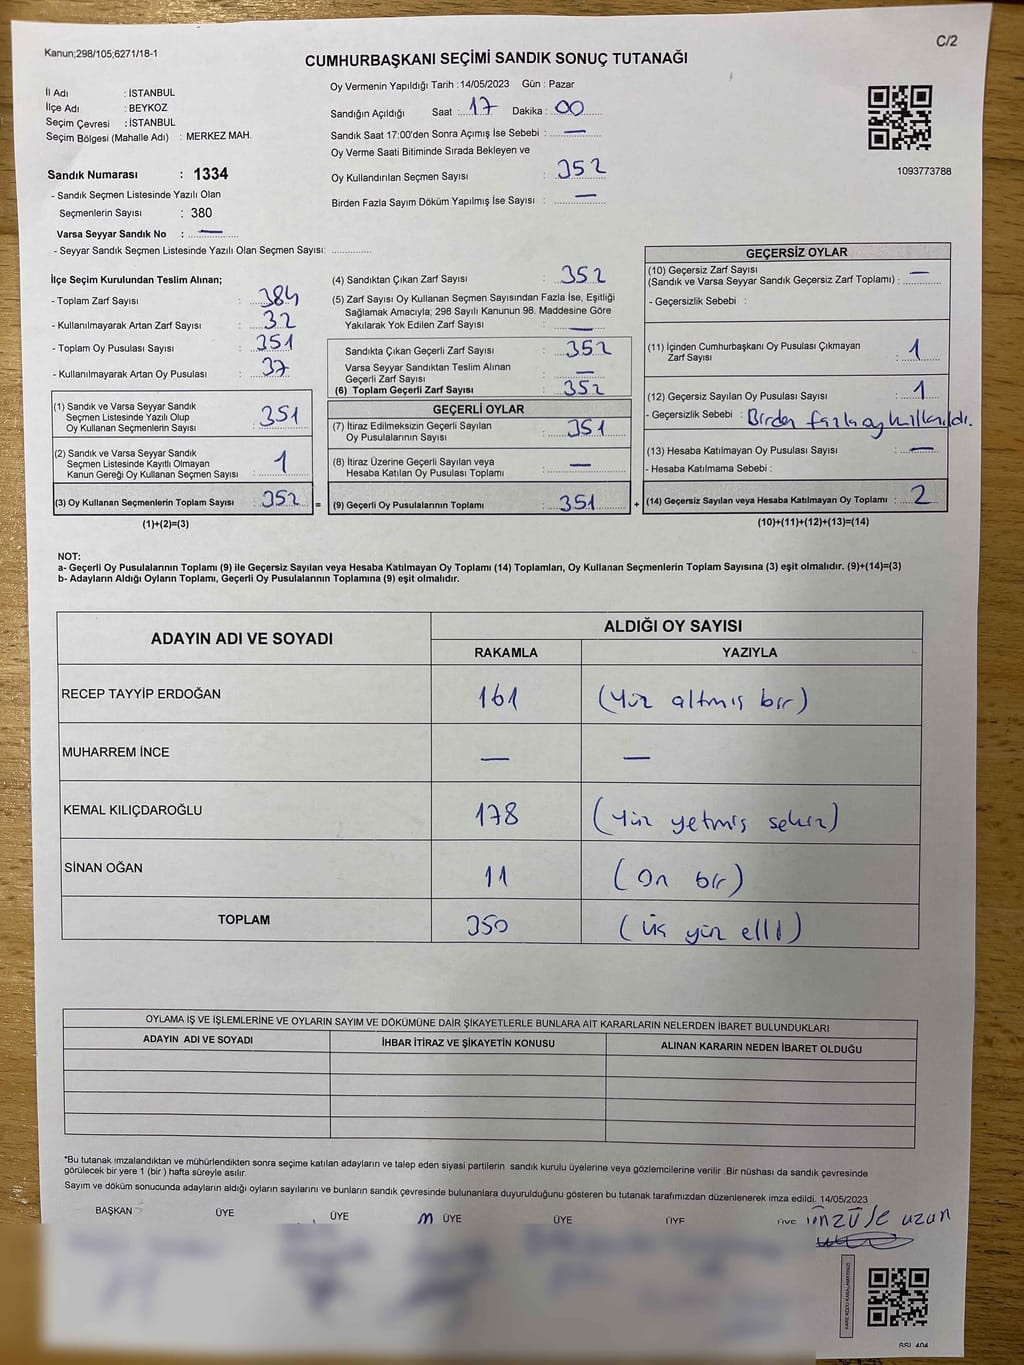 Kanun;298/105;6271/18-1
C/2
CUMHURBAŞKANI SEÇİMİ SANDIK SONUÇ TUTANAĞI
İl Adı : İSTANBUL
İlçe Adı : BEYKOZ
Seçim Çevresi : İSTANBUL
Seçim Bölgesi (Mahalle Adı) : MERKEZ MAH.
Sandık Numarası : 1334
- Sandık Seçmen Listesinde Yazılı Olan
Seçmenlerin Sayısı : 380
Varsa Seyyar Sandık No : —
- Seyyar Sandık Seçmen Listesinde Yazılı Olan Seçmen Sayısı: ............
Oy Vermenin Yapıldığı Tarih : 14/05/2023 Gün : Pazar
Sandığın Açıldığı Saat : 17 Dakika : 00
Sandık Saat 17:00'den Sonra Açımış İse Sebebi : —
Oy Verme Saati Bitiminde Sırada Bekleyen ve
Oy Kullandırılan Seçmen Sayısı : 352
Birden Fazla Sayım Döküm Yapılmış İse Sayısı : —
1093773788
İlçe Seçim Kurulundan Teslim Alınan;
- Toplam Zarf Sayısı : 384
- Kullanılmayarak Artan Zarf Sayısı : 32
- Toplam Oy Pusulası Sayısı : 351
- Kullanılmayarak Artan Oy Pusulası : 37
(1) Sandık ve Varsa Seyyar Sandık
Seçmen Listesinde Yazılı Olup
Oy Kullanan Seçmenlerin Sayısı : 351
(2) Sandık ve Varsa Seyyar Sandık
Seçmen Listesinde Kayıtlı Olmayan
Kanun Gereği Oy Kullanan Seçmen Sayısı : 1
(3) Oy Kullanan Seçmenlerin Toplam Sayısı : 352 =
(1)+(2)=(3)
(4) Sandıktan Çıkan Zarf Sayısı : 352
(5) Zarf Sayısı Oy Kullanan Seçmen Sayısından Fazla İse, Eşitliği
Sağlamak Amacıyla; 298 Sayılı Kanunun 98. Maddesine Göre
Yakılarak Yok Edilen Zarf Sayısı : —
Sandıkta Çıkan Geçerli Zarf Sayısı : 352
Varsa Seyyar Sandıktan Teslim Alınan
Geçerli Zarf Sayısı : —
(6) Toplam Geçerli Zarf Sayısı : 352
GEÇERLİ OYLAR
(7) İtiraz Edilmeksizin Geçerli Sayılan
Oy Pusulalarının Sayısı : 351
(8) İtiraz Üzerine Geçerli Sayılan veya
Hesaba Katılan Oy Pusulası Toplamı : —
(9) Geçerli Oy Pusulalarının Toplamı : 351 +
GEÇERSİZ OYLAR
(10) Geçersiz Zarf Sayısı
(Sandık ve Varsa Seyyar Sandık Geçersiz Zarf Toplamı) : —
- Geçersizlik Sebebi :
(11) İçinden Cumhurbaşkanı Oy Pusulası Çıkmayan
Zarf Sayısı : 1
(12) Geçersiz Sayılan Oy Pusulası Sayısı : 1
- Geçersizlik Sebebi : Birden fazla oy kullanıldı.
(13) Hesaba Katılmayan Oy Pusulası Sayısı : —
- Hesaba Katılmama Sebebi :
(14) Geçersiz Sayılan veya Hesaba Katılmayan Oy Toplamı : 2
(10)+(11)+(12)+(13)=(14)
NOT:
a- Geçerli Oy Pusulalarının Toplamı (9) ile Geçersiz Sayılan veya Hesaba Katılmayan Oy Toplamı (14) Toplamları, Oy Kullanan Seçmenlerin Toplam Sayısına (3) eşit olmalıdır. (9)+(14)=(3)
b- Adayların Aldığı Oyların Toplamı, Geçerli Oy Pusulalarının Toplamına (9) eşit olmalıdır.
ADAYIN ADI VE SOYADI ALDIĞI OY SAYISI
RAKAMLA YAZIYLA
RECEP TAYYİP ERDOĞAN 161 (Yüz altmış bir)
MUHARREM İNCE — —
KEMAL KILIÇDAROĞLU 178 (Yüz yetmiş sekiz)
SİNAN OĞAN 11 (On bir)
TOPLAM 350 (üç yüz elli)
OYLAMA İŞ VE İŞLEMLERİNE VE OYLARIN SAYIM VE DÖKÜMÜNE DAİR ŞİKAYETLERLE BUNLARA AİT KARARLARIN NELERDEN İBARET BULUNDUKLARI
ADAYIN ADI VE SOYADI İHBAR İTİRAZ VE ŞİKAYETİN KONUSU ALINAN KARARIN NEDEN İBARET OLDUĞU
*Bu tutanak imzalandıktan ve mühürlendikten sonra seçime katılan adayların ve talep eden siyasi partilerin sandık kurulu üyelerine veya gözlemcilerine verilir .Bir nüshası da sandık çevresinde
görülecek bir yere 1 (bir ) hafta süreyle asılır.
Sayım ve döküm sonucunda adayların aldığı oyların sayılarını ve bunların sandık çevresinde bulunanlara duyurulduğunu gösteren bu tutanak tarafımızdan düzenlenerek imza edildi. 14/05/2023
BAŞKAN ÜYE ÜYE ÜYE ÜYE ÜYE ÜYE
uzun